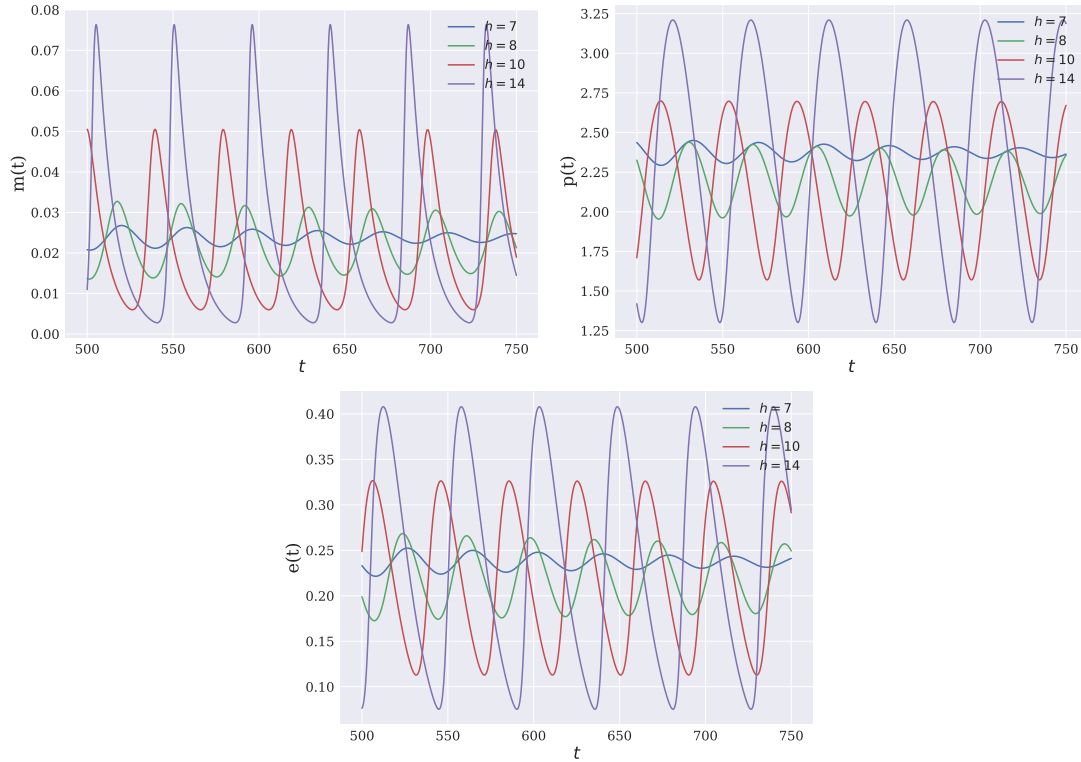 m(t)
0.08
0.07
0.06
0.05
0.04
0.03
0.02
0.01
0.00
500
550
600
650
700
750
t
h = 7
h = 8
h = 10
h = 14
p(t)
3.25
3.00
2.75
2.50
2.25
2.00
1.75
1.50
1.25
500
550
600
650
700
750
t
h = 7
h = 8
h = 10
h = 14
e(t)
0.40
0.35
0.30
0.25
0.20
0.15
0.10
500
550
600
650
700
750
t
h = 7
h = 8
h = 10
h = 14